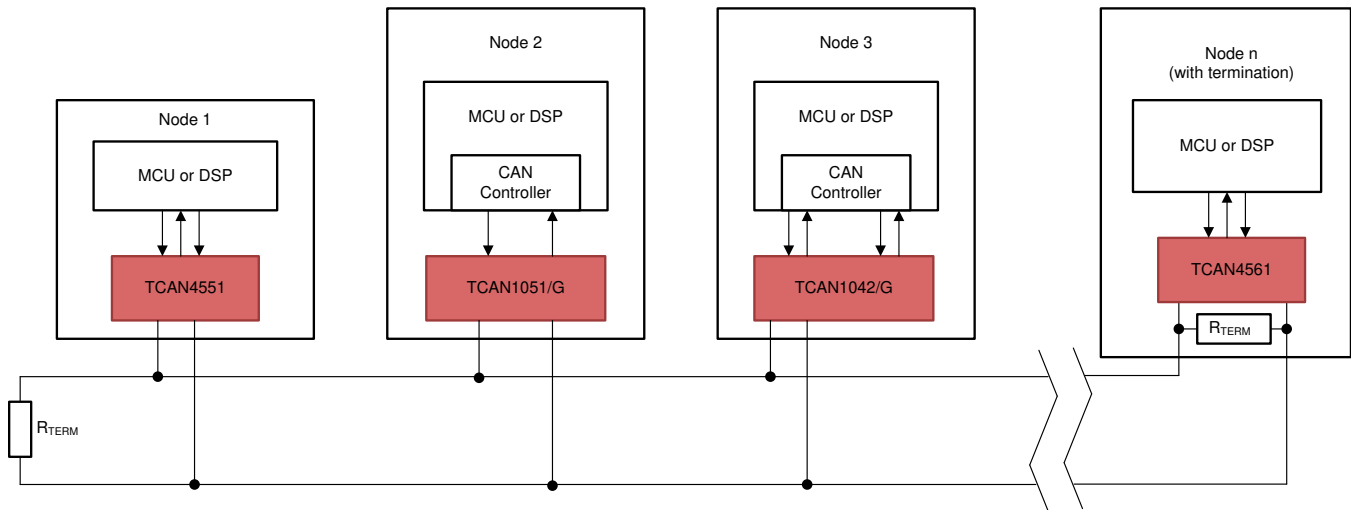 Node 1
MCU or DSP
TCAN4551
Node 2
MCU or DSP
CAN
Controller
TCAN1051/G
Node 3
MCU or DSP
CAN
Controller
TCAN1042/G
Node n
(with termination)
MCU or DSP
TCAN4561
RTERM
RTERM